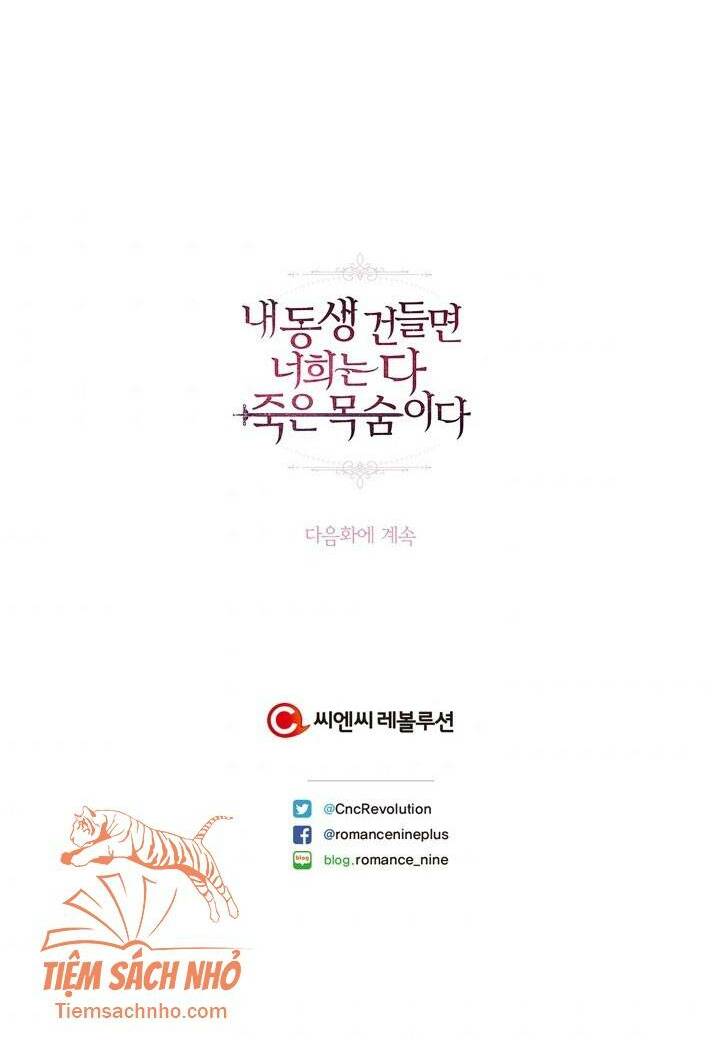 내 동생 건들면
너희는 다
죽은 목숨이다
다음화에 계속
씨엔씨 레볼루션
@CncRevolution
@romancenineplus
blog
blog.romance_nine
TIỆM SÁCH NHỎ
Tiemsachnho.com